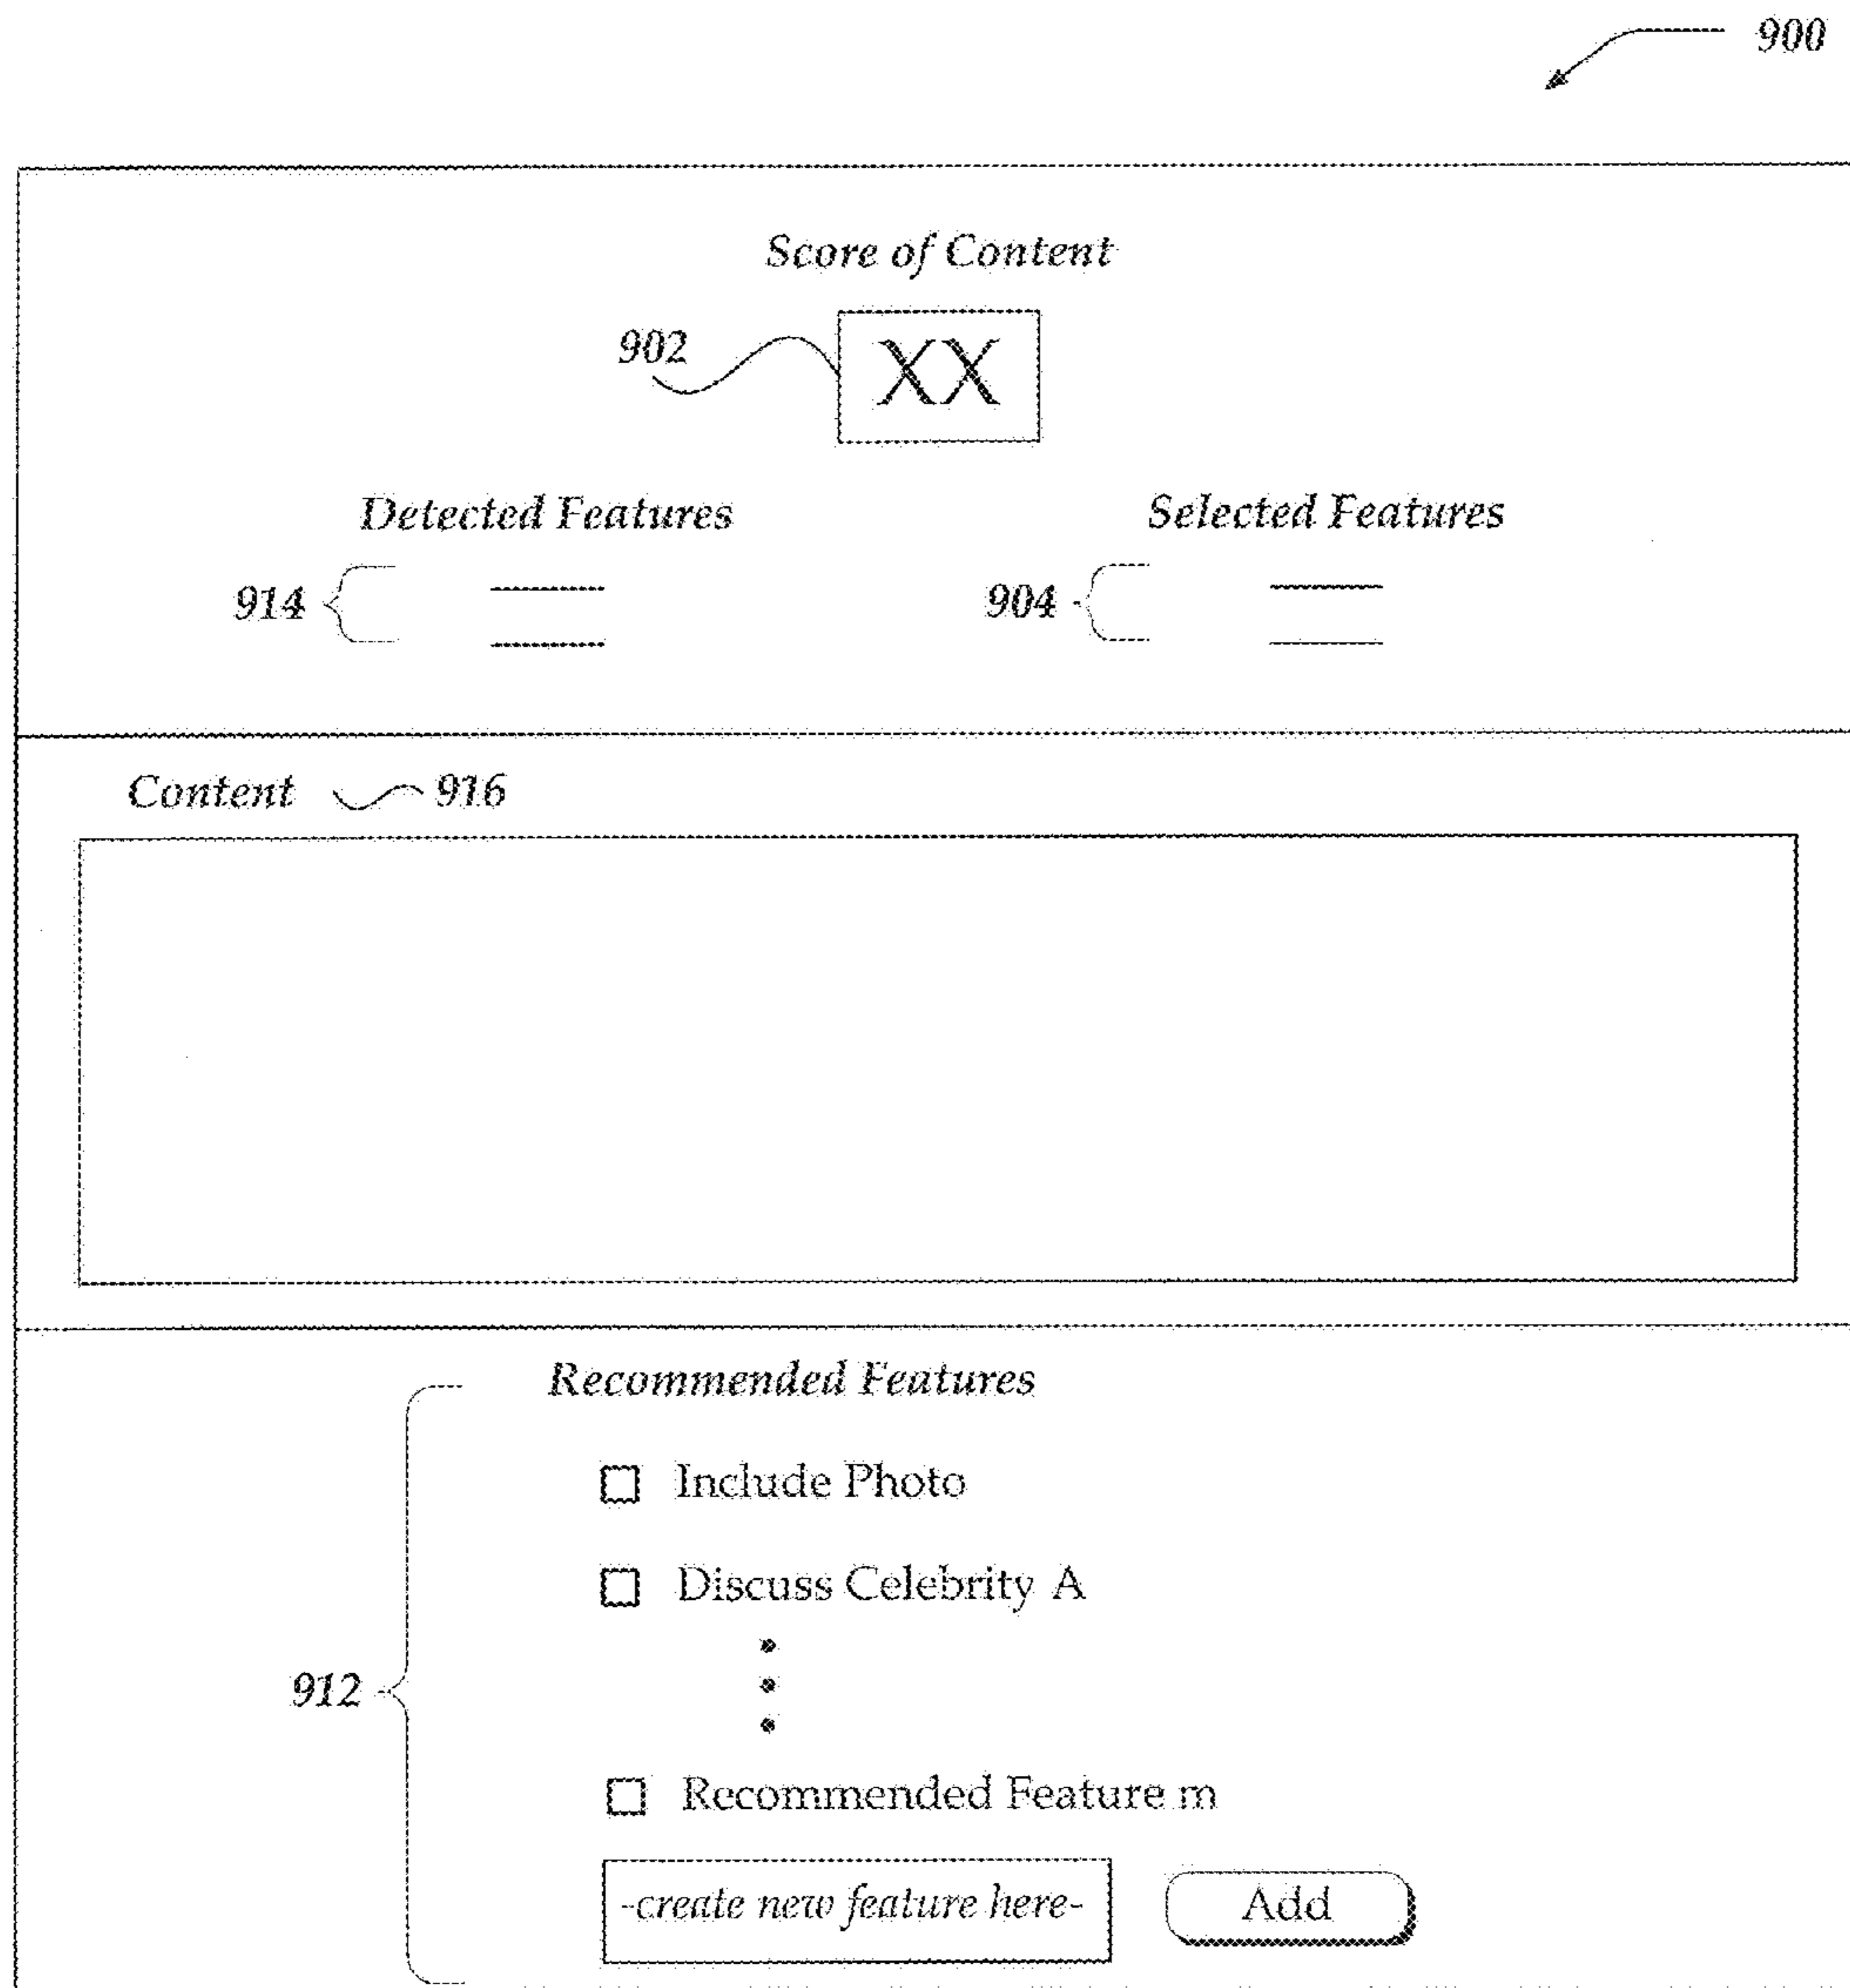 900
Score of Content
902 XX
Detected Features Selected Features
914 904
Content 916
Recommended Features
Include Photo
Discuss Celebrity A
912
Recommended Feature m
-create new feature here- Add